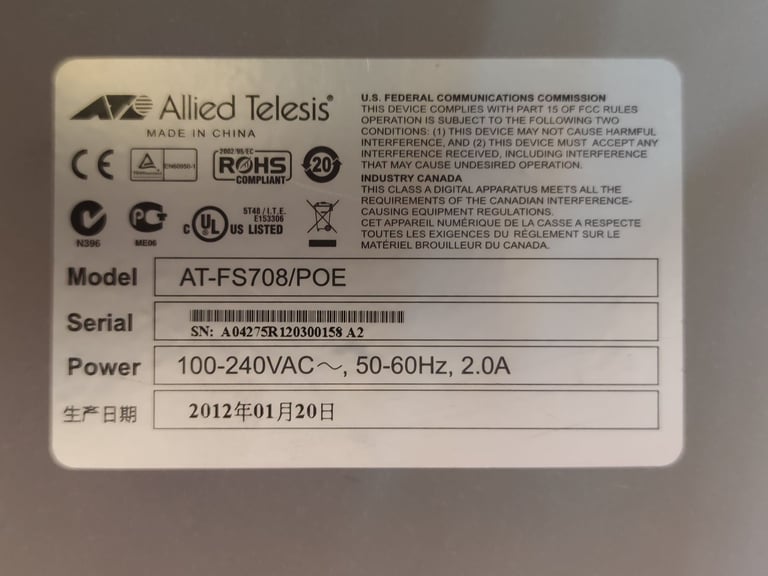 Allied Telesis®
MADE IN CHINA
U.S. FEDERAL COMMUNICATIONS COMMISSION
THIS DEVICE COMPLIES WITH PART 15 OF FCC RULES
OPERATION IS SUBJECT TO THE FOLLOWING TWO
CONDITIONS: (1) THIS DEVICE MAY NOT CAUSE HARMFUL
INTERFERENCE, AND (2) THIS DEVICE MUST ACCEPT ANY
INTERFERENCE RECEIVED, INCLUDING INTERFERENCE
THAT MAY CAUSE UNDESIRED OPERATION.
INDUSTRY CANADA
THIS CLASS A DIGITAL APPARATUS MEETS ALL THE
REQUIREMENTS OF THE CANADIAN INTERFERENCE-
CAUSING EQUIPMENT REGULATIONS.
CET APPAREIL NUMÉRIQUE DE LA CASSE A RESPECTE
TOUTES LES EXIGENCES DU RÉGLEMENT SUR LE
MATÉRIEL BROUILLEUR DU CANADA.
CE
EN60950-1
2002/95/EC
ROHS
COMPLIANT
20
N396
ME06
C UL US LISTED
5T48 / I.T.E.
E153306
Model AT-FS708/POE
Serial
SN: A04275R120300158 A2
Power 100-240VAC～, 50-60Hz, 2.0A
生产日期 2012年01月20日